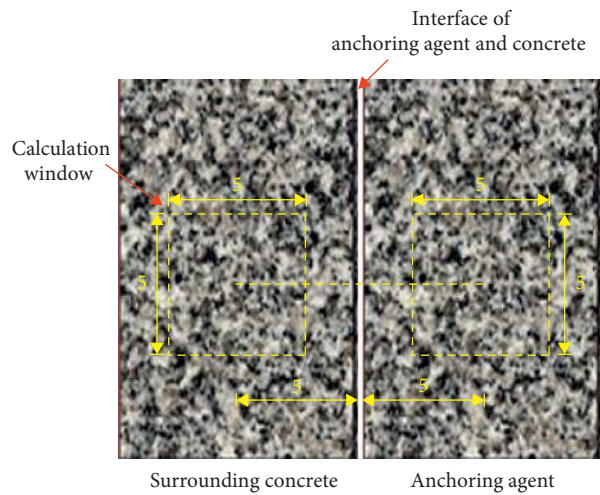 Interface of
anchoring agent and concrete
Calculation
window
5
5
5
5
5
5
Surrounding concrete
Anchoring agent